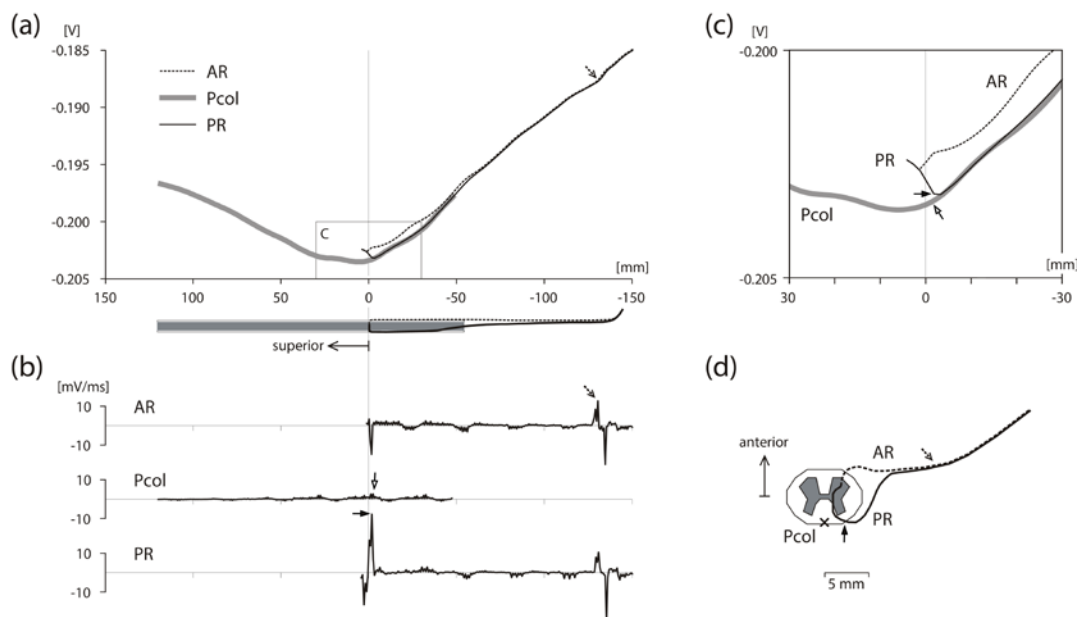 (a)
[V]
-0.185
-0.190
-0.195
-0.200
-0.205
AR
Pcol
PR
C
[mm]
150 100 50 0 -50 -100 -150
superior
(b)
[mV/ms]
AR
10
-10
Pcol
10
-10
PR
10
-10
(c)
[V]
-0.200
-0.205
AR
PR
Pcol
[mm]
30 0 -30
(d)
anterior
AR
PR
Pcol
5 mm